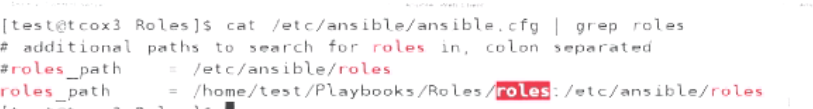 [test@tcox3 Roles]$ cat /etc/ansible/ansible.cfg | grep roles
# additional paths to search for roles in, colon separated
#roles_path    = /etc/ansible/roles
roles_path     = /home/test/Playbooks/Roles/roles:/etc/ansible/roles